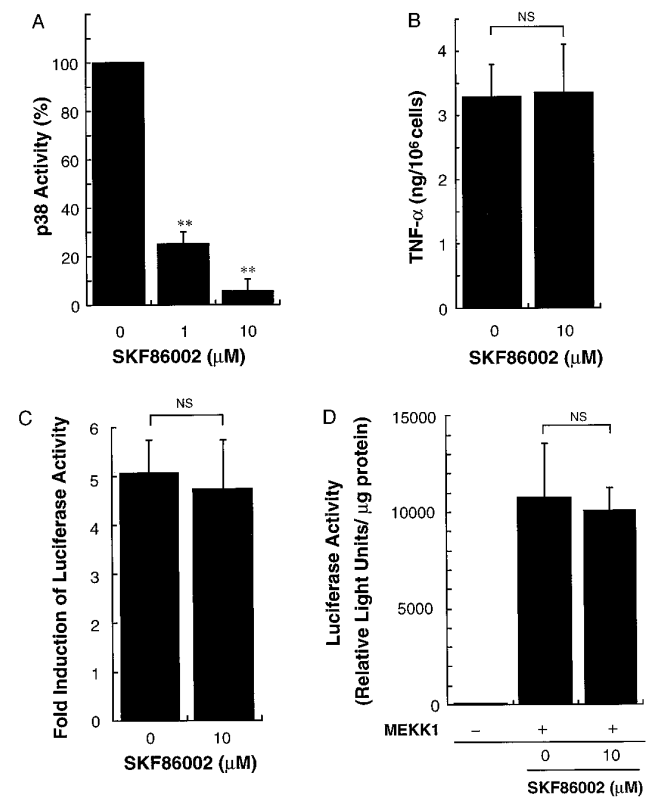 A
p38 Activity (%)
100
80
60
40
20
0
**
**
0 1 10
SKF86002 (μM)
B
TNF-α (ng/10⁶ cells)
4
3
2
1
0
NS
0 10
SKF86002 (μM)
C
Fold Induction of Luciferase Activity
6
5
4
3
2
1
0
NS
0 10
SKF86002 (μM)
D
Luciferase Activity
(Relative Light Units/ μg protein)
15000
10000
5000
0
NS
MEKK1 − + +
0 10
SKF86002 (μM)